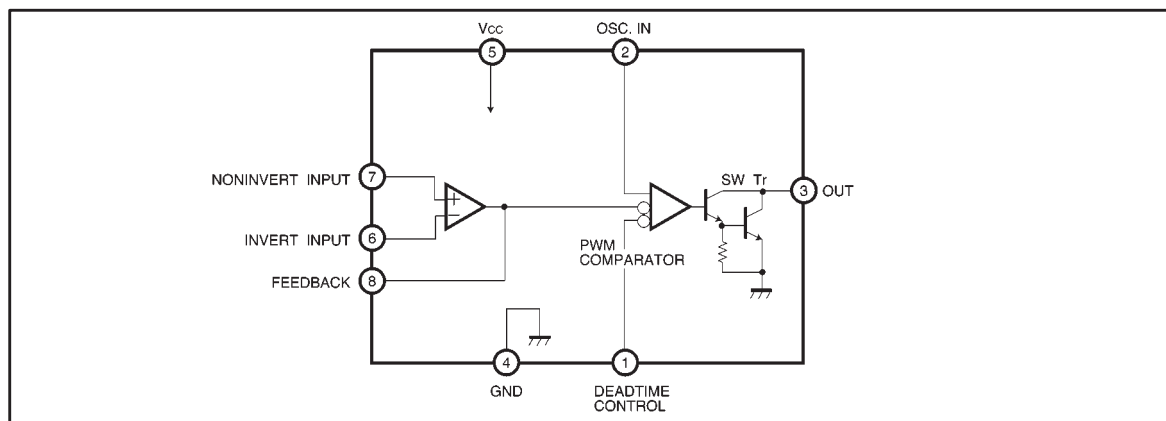 Vcc
5
OSC. IN
2
NONINVERT INPUT
7
+
−
INVERT INPUT
6
FEEDBACK
8
PWM
COMPARATOR
SW Tr
3
OUT
4
GND
1
DEADTIME
CONTROL